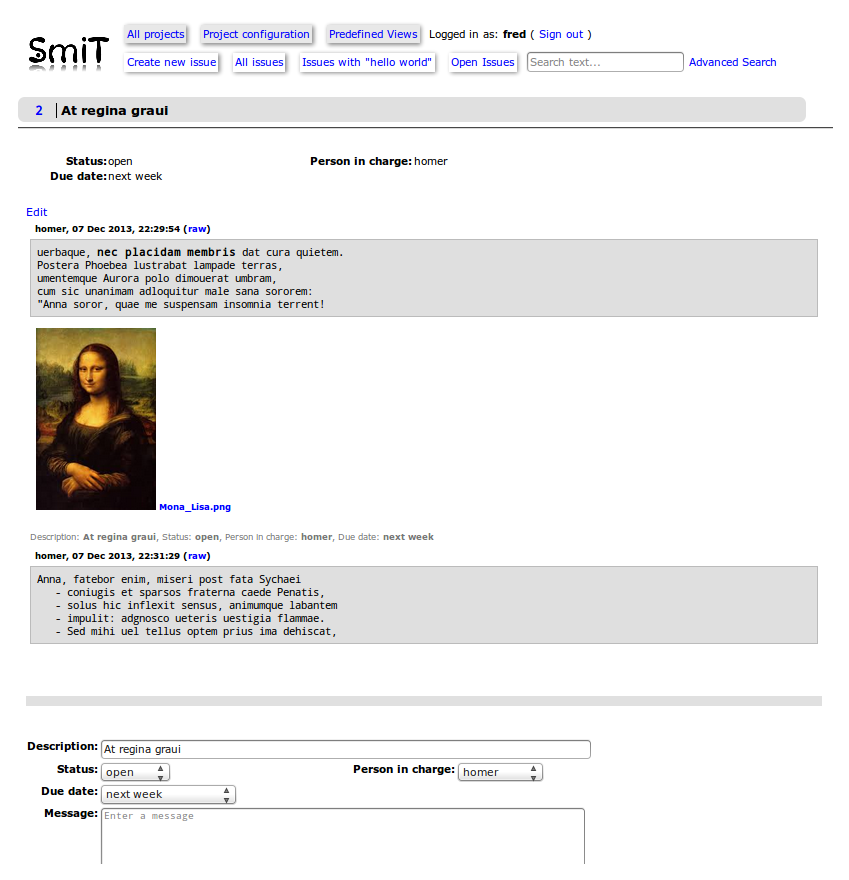 SmiT
All projects Project configuration Predefined Views Logged in as: fred ( Sign out )
Create new issue All issues Issues with "hello world" Open Issues Search text... Advanced Search
2 At regina graui
Status: open Person in charge: homer
Due date: next week
Edit
homer, 07 Dec 2013, 22:29:54 (raw)
uerbaque, nec placidam membris dat cura quietem.
Postera Phoebea lustrabat lampade terras,
umentemque Aurora polo dimouerat umbram,
cum sic unanimam adloquitur male sana sororem:
"Anna soror, quae me suspensam insomnia terrent!
Mona_Lisa.png
Description: At regina graui, Status: open, Person in charge: homer, Due date: next week
homer, 07 Dec 2013, 22:31:29 (raw)
Anna, fatebor enim, miseri post fata Sychaei
- coniugis et sparsos fraterna caede Penatis,
- solus hic inflexit sensus, animumque labantem
- impulit: adgnosco ueteris uestigia flammae.
- Sed mihi uel tellus optem prius ima dehiscat,
Description: At regina graui
Status: open Person in charge: homer
Due date: next week
Message: Enter a message